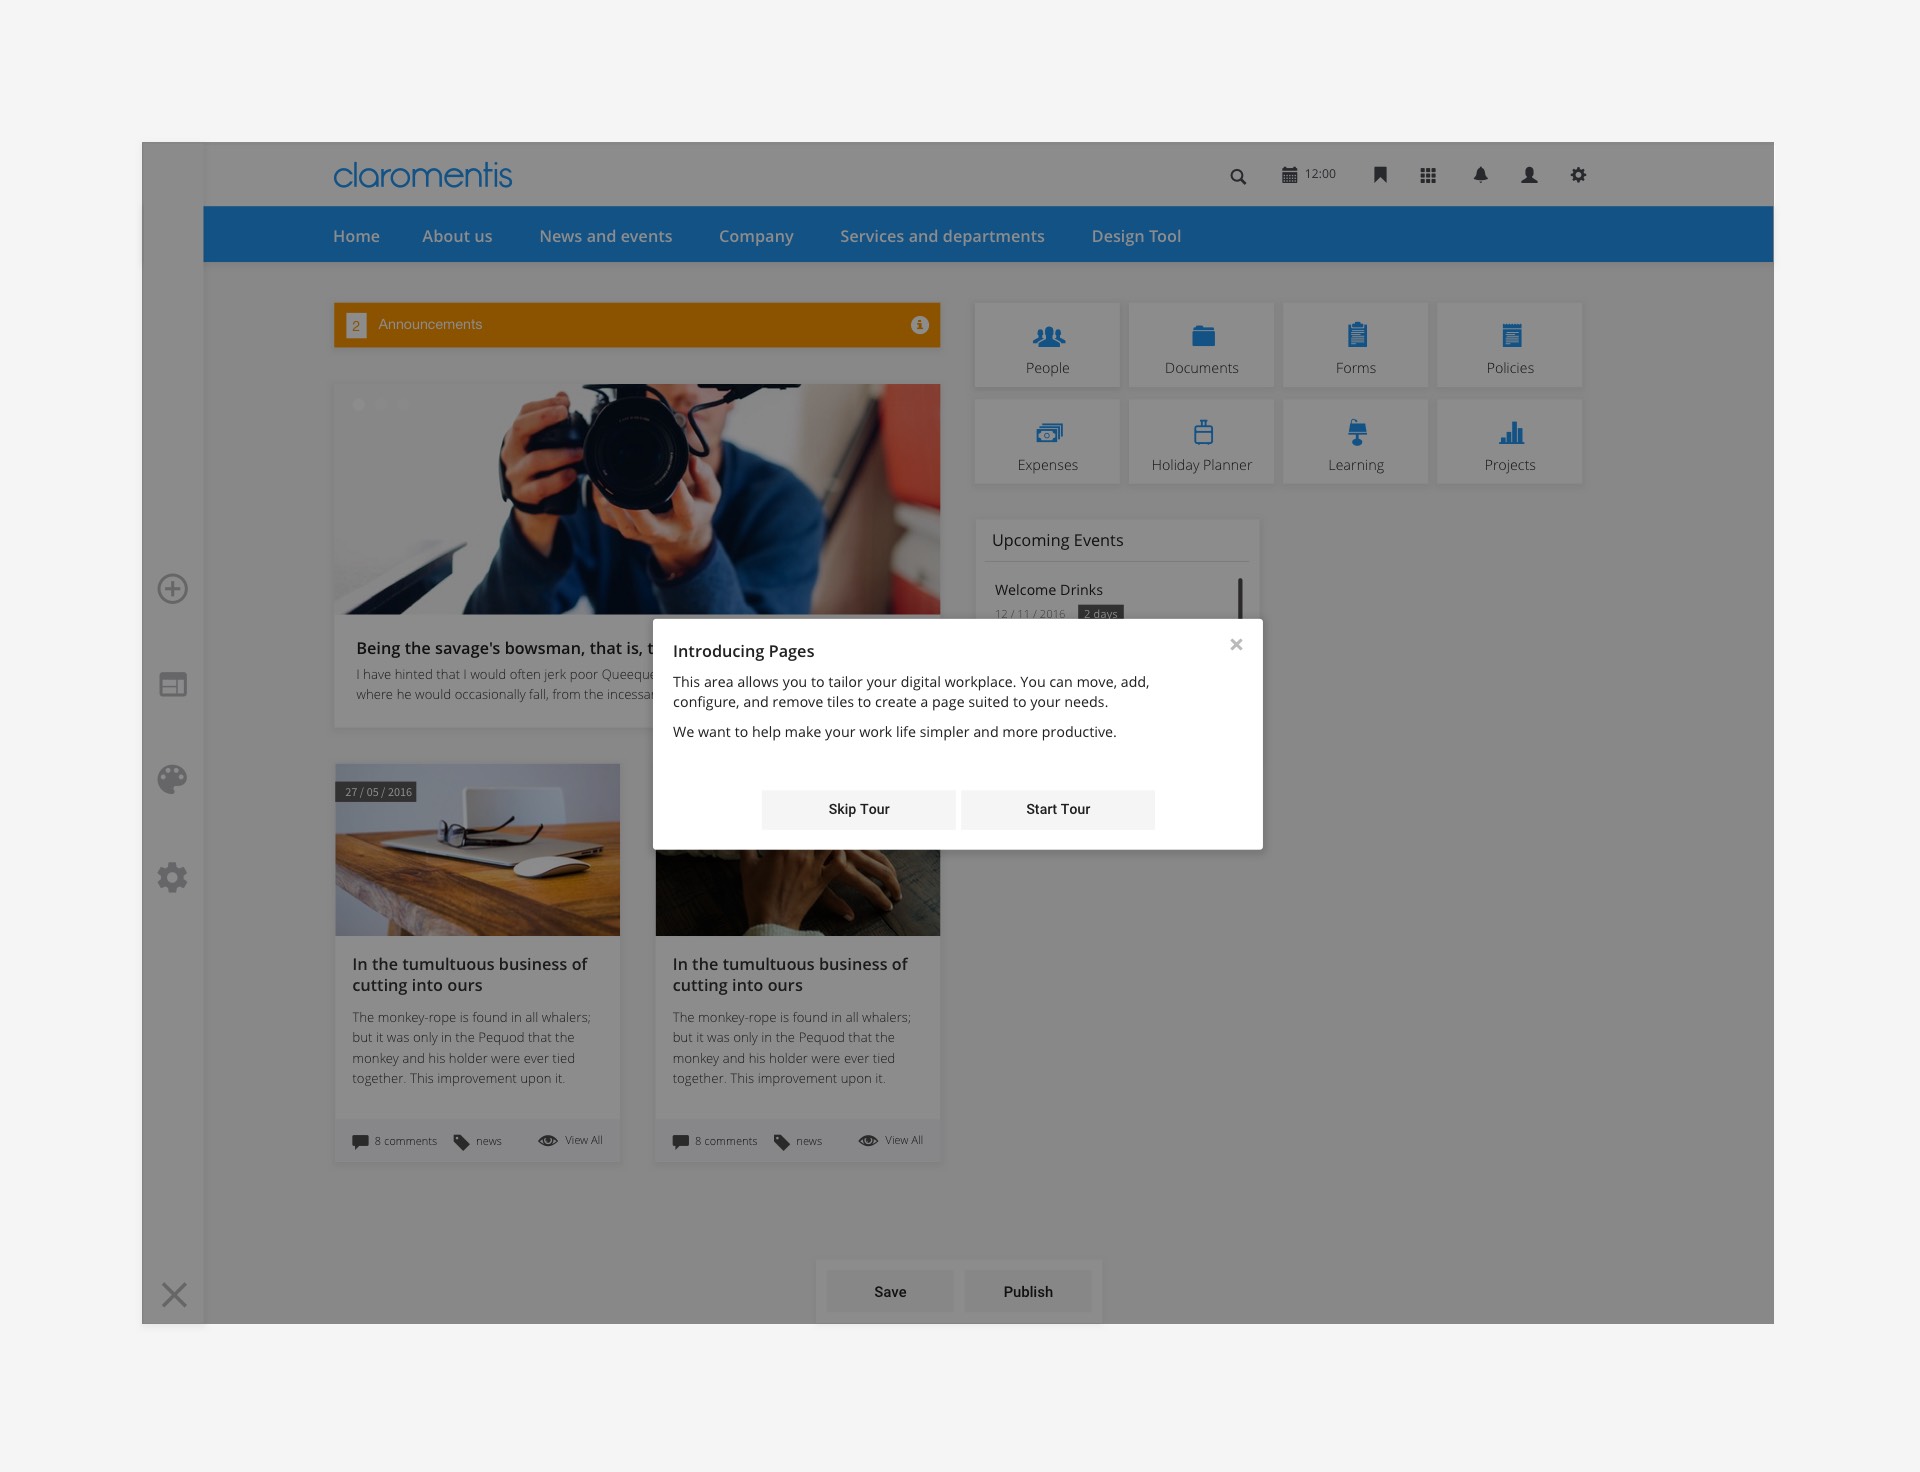 claromentis
12:00
Home About us News and events Company Services and departments Design Tool
2 Announcements
People Documents Forms Policies
Expenses Holiday Planner Learning Projects
Upcoming Events
Welcome Drinks
12 / 11 / 2016 2 days
Being the savage's bowsman, that is, t
I have hinted that I would often jerk poor Queeque
where he would occasionally fall, from the incessa
Introducing Pages
This area allows you to tailor your digital workplace. You can move, add,
configure, and remove tiles to create a page suited to your needs.
We want to help make your work life simpler and more productive.
Skip Tour Start Tour
27 / 05 / 2016
In the tumultuous business of
cutting into ours
The monkey-rope is found in all whalers;
but it was only in the Pequod that the
monkey and his holder were ever tied
together. This improvement upon it.
8 comments news View All
In the tumultuous business of
cutting into ours
The monkey-rope is found in all whalers;
but it was only in the Pequod that the
monkey and his holder were ever tied
together. This improvement upon it.
8 comments news View All
Save Publish